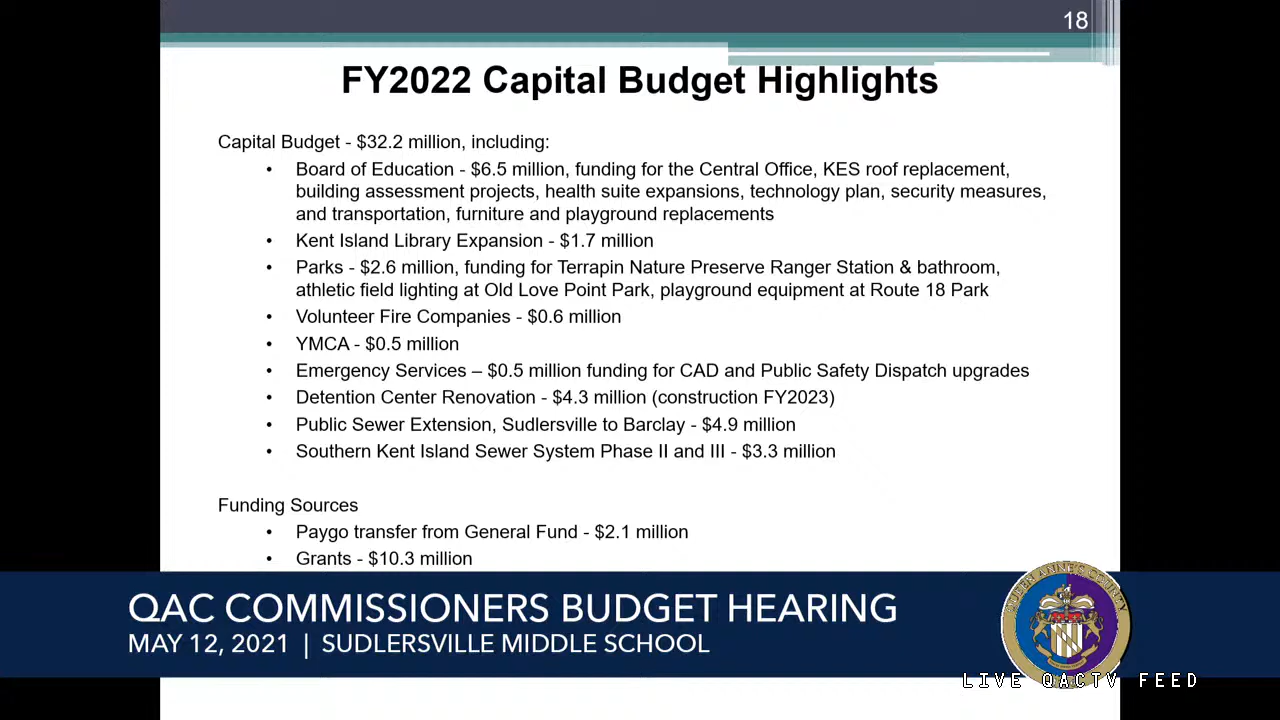 18
FY2022 Capital Budget Highlights
Capital Budget - $32.2 million, including:
• Board of Education - $6.5 million, funding for the Central Office, KES roof replacement,
building assessment projects, health suite expansions, technology plan, security measures,
and transportation, furniture and playground replacements
• Kent Island Library Expansion - $1.7 million
• Parks - $2.6 million, funding for Terrapin Nature Preserve Ranger Station & bathroom,
athletic field lighting at Old Love Point Park, playground equipment at Route 18 Park
• Volunteer Fire Companies - $0.6 million
• YMCA - $0.5 million
• Emergency Services – $0.5 million funding for CAD and Public Safety Dispatch upgrades
• Detention Center Renovation - $4.3 million (construction FY2023)
• Public Sewer Extension, Sudlersville to Barclay - $4.9 million
• Southern Kent Island Sewer System Phase II and III - $3.3 million
Funding Sources
• Paygo transfer from General Fund - $2.1 million
• Grants - $10.3 million
QAC COMMISSIONERS BUDGET HEARING
MAY 12, 2021 | SUDLERSVILLE MIDDLE SCHOOL
QUEEN ANNE'S COUNTY
LIVE QACTV FEED